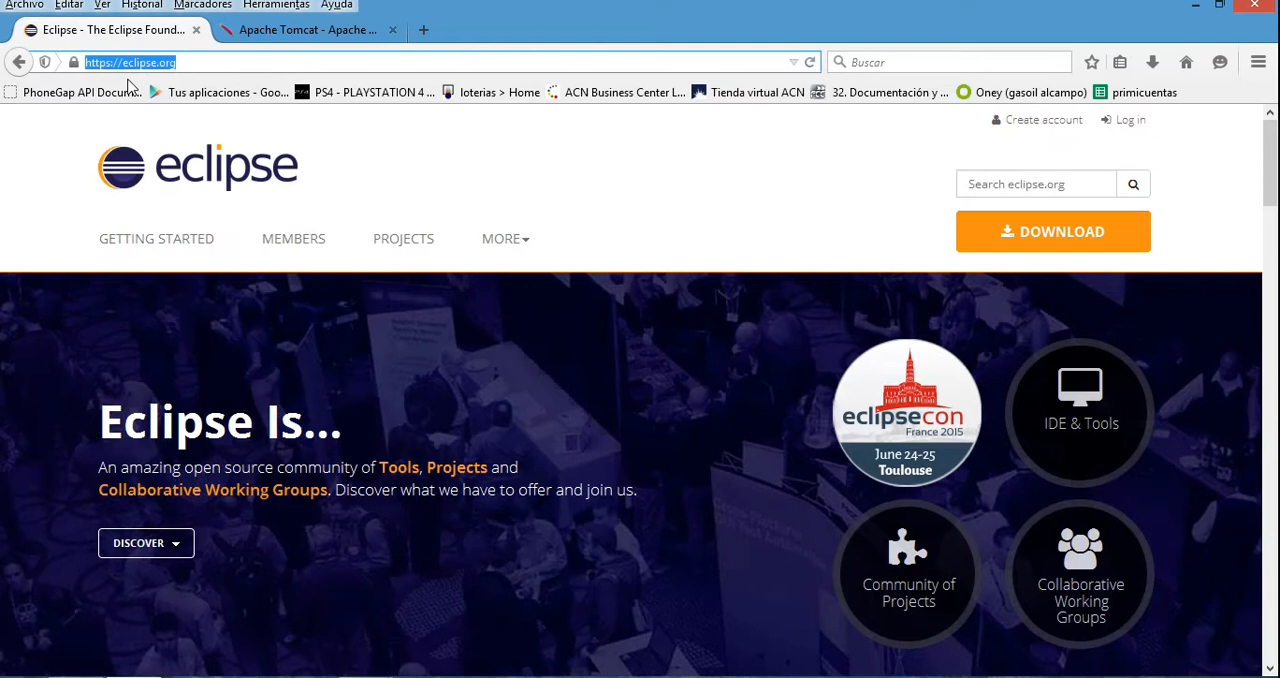 Archivo Editar Ver Historial Marcadores Herramientas Ayuda
Eclipse - The Eclipse Found... Apache Tomcat - Apache ...
https://eclipse.org
Buscar
PhoneGap API Docum... Tus aplicaciones - Goo... PS4 - PLAYSTATION 4 ... loterias > Home ACN Business Center L... Tienda virtual ACN 32. Documentación y ... Oney (gasoil alcampo) primicuentas
Create account Log in
eclipse
Search eclipse.org
GETTING STARTED MEMBERS PROJECTS MORE
DOWNLOAD
Eclipse Is...
An amazing open source community of Tools, Projects and
Collaborative Working Groups. Discover what we have to offer and join us.
DISCOVER
eclipsecon
France 2015
June 24-25
Toulouse
IDE & Tools
Community of
Projects
Collaborative
Working
Groups